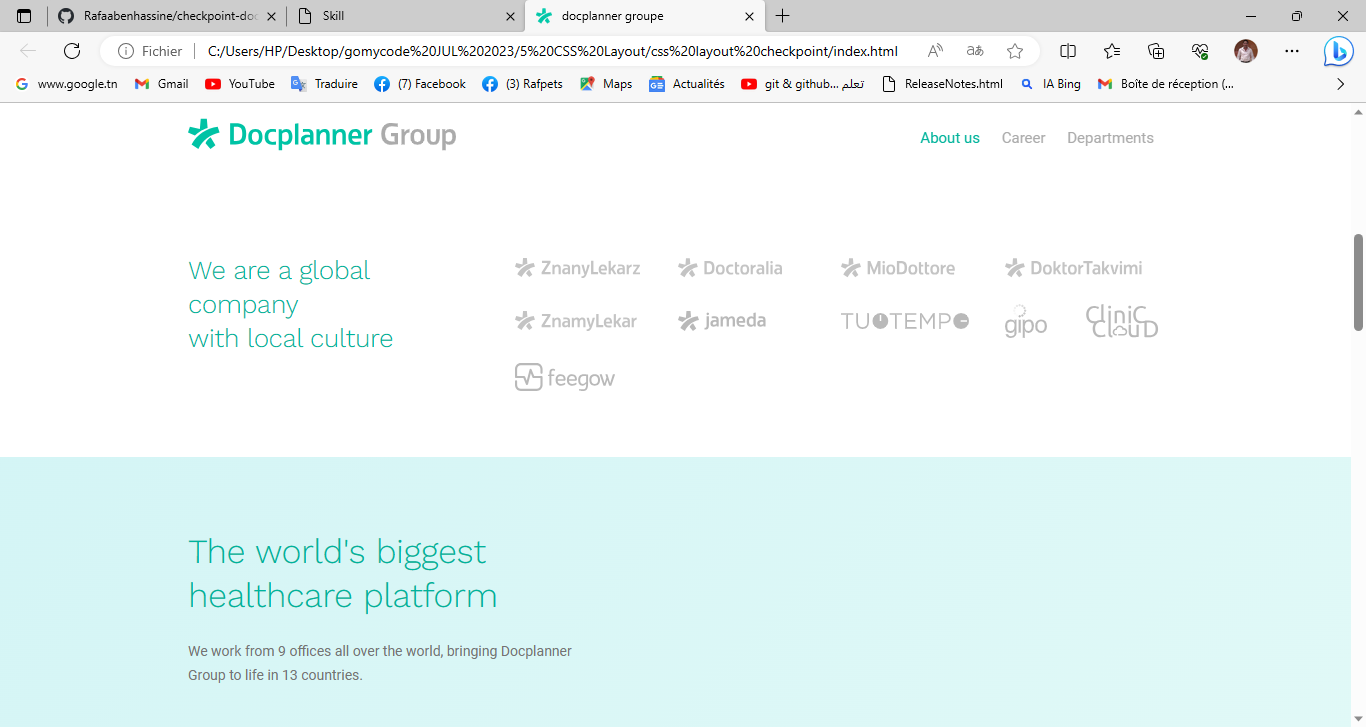 Rafaabenhassine/checkpoint-doc
Skill
docplanner groupe
Fichier
C:/Users/HP/Desktop/gomycode%20JUL%202023/5%20CSS%20Layout/css%20layout%20checkpoint/index.html
www.google.tn
Gmail
YouTube
Traduire
(7) Facebook
(3) Rafpets
Maps
Actualités
git & github... تعلم
ReleaseNotes.html
IA Bing
Boîte de réception (...
Docplanner Group
About us
Career
Departments
We are a global
company
with local culture
ZnanyLekarz
Doctoralia
MioDottore
DoktorTakvimi
ZnamyLekar
jameda
TUOTEMPO
gipo
CliniC
ClOuD
feegow
The world's biggest
healthcare platform
We work from 9 offices all over the world, bringing Docplanner
Group to life in 13 countries.